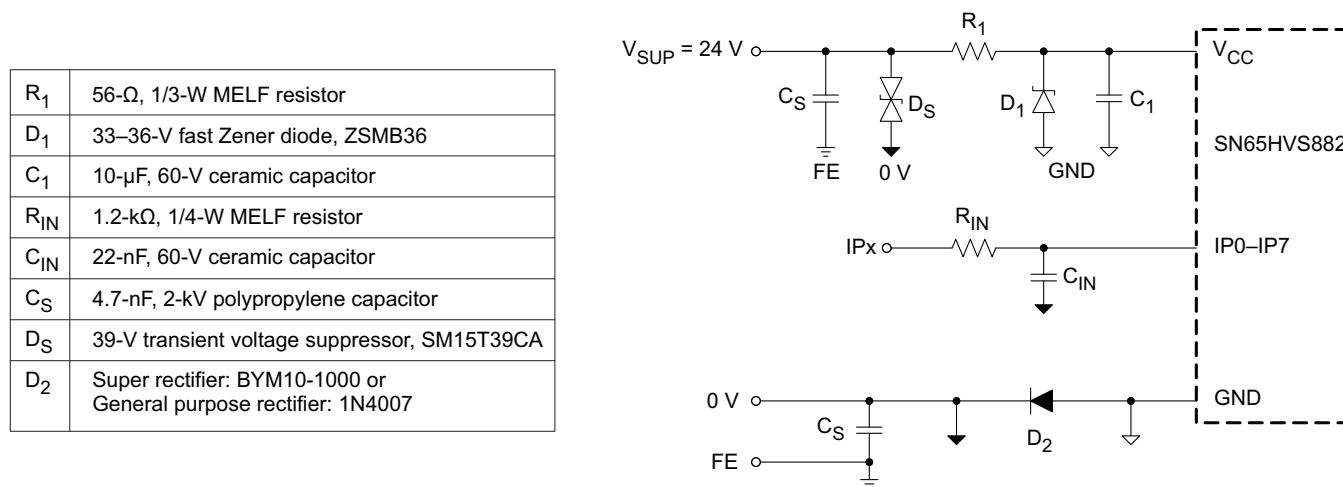 R1 56-Ω, 1/3-W MELF resistor
D1 33–36-V fast Zener diode, ZSMB36
C1 10-μF, 60-V ceramic capacitor
RIN 1.2-kΩ, 1/4-W MELF resistor
CIN 22-nF, 60-V ceramic capacitor
CS 4.7-nF, 2-kV polypropylene capacitor
DS 39-V transient voltage suppressor, SM15T39CA
D2 Super rectifier: BYM10-1000 or
General purpose rectifier: 1N4007
R1
VSUP = 24 V
VCC
CS
DS
D1
C1
SN65HVS882
FE
0 V
GND
RIN
IPx
IP0–IP7
CIN
0 V
GND
CS
D2
FE